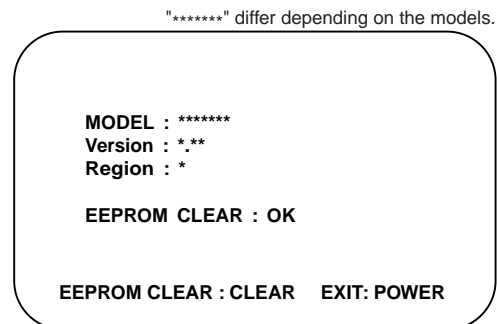 "*******" differ depending on the models.
MODEL : *******
Version : *.**
Region : *
EEPROM CLEAR : OK
EEPROM CLEAR : CLEAR EXIT: POWER